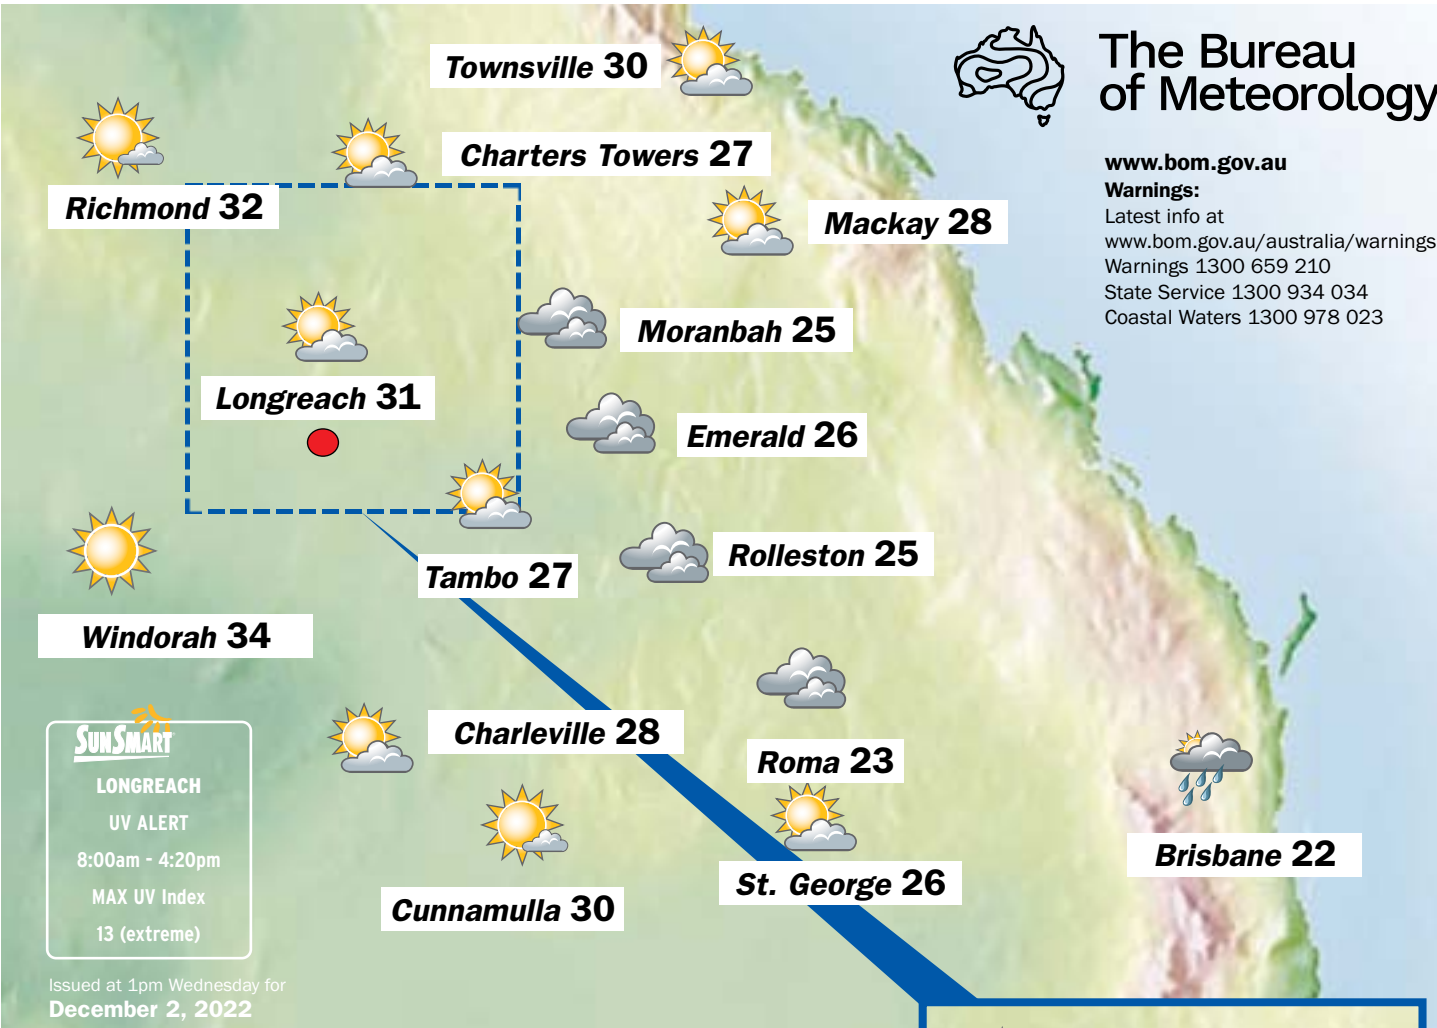 The Bureau
of Meteorology
www.bom.gov.au
Warnings:
Latest info at
www.bom.gov.au/australia/warnings
Warnings 1300 659 210
State Service 1300 934 034
Coastal Waters 1300 978 023
Townsville 30
Charters Towers 27
Richmond 32
Mackay 28
Moranbah 25
Longreach 31
Emerald 26
Rolleston 25
Tambo 27
Windorah 34
Charleville 28
Roma 23
Brisbane 22
St. George 26
Cunnamulla 30
SunSmart
LONGREACH
UV ALERT
8:00am - 4:20pm
MAX UV Index
13 (extreme)
Issued at 1pm Wednesday for
December 2, 2022